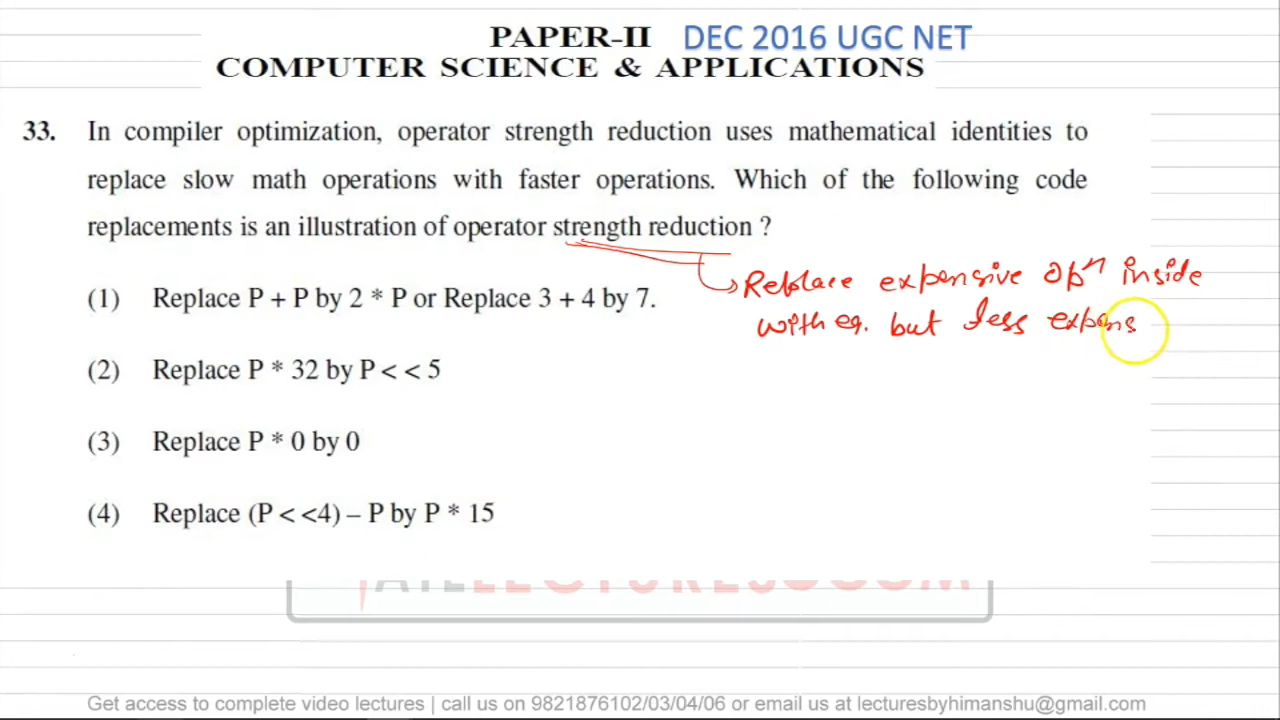 PAPER-II DEC 2016 UGC NET
COMPUTER SCIENCE & APPLICATIONS
33. In compiler optimization, operator strength reduction uses mathematical identities to
replace slow math operations with faster operations. Which of the following code
replacements is an illustration of operator strength reduction ?
Replace expensive opⁿ inside
with eq. but less expens
(1) Replace P + P by 2 * P or Replace 3 + 4 by 7.
(2) Replace P * 32 by P < < 5
(3) Replace P * 0 by 0
(4) Replace (P < <4) – P by P * 15
Get access to complete video lectures | call us on 9821876102/03/04/06 or email us at lecturesbyhimanshu@gmail.com